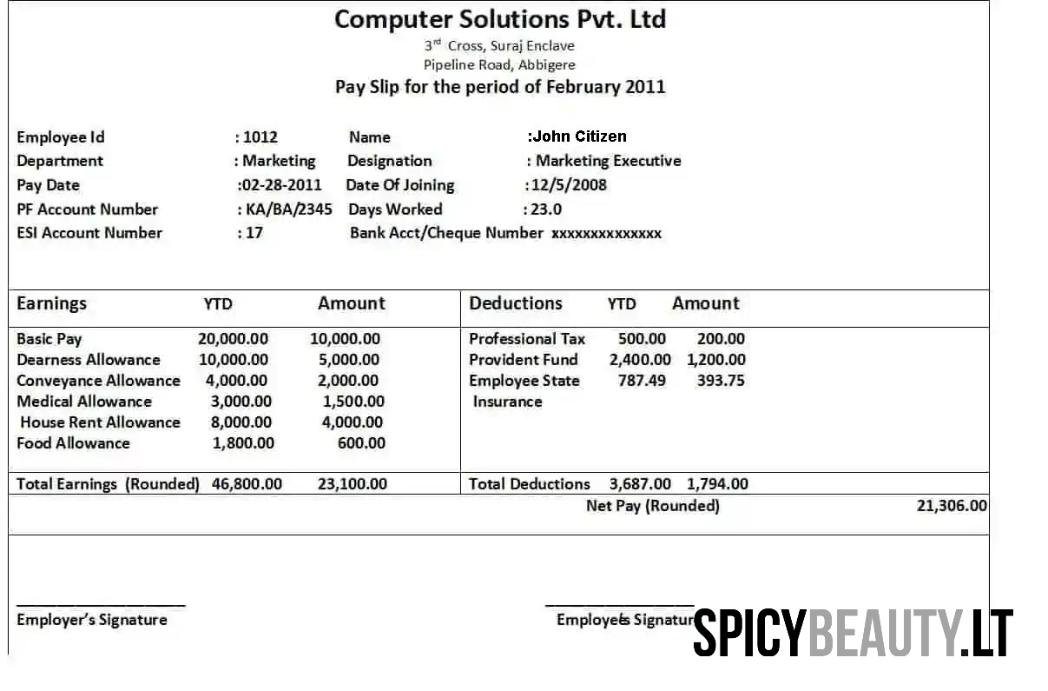 Computer Solutions Pvt. Ltd
3rd Cross, Suraj Enclave
Pipeline Road, Abbigere
Pay Slip for the period of February 2011
Employee Id : 1012 Name :John Citizen
Department : Marketing Designation : Marketing Executive
Pay Date :02-28-2011 Date Of Joining :12/5/2008
PF Account Number : KA/BA/2345 Days Worked :23.0
ESI Account Number : 17 Bank Acct/Cheque Number xxxxxxxxxxxxxx
Earnings YTD Amount Deductions YTD Amount
Basic Pay 20,000.00 10,000.00 Professional Tax 500.00 200.00
Dearness Allowance 10,000.00 5,000.00 Provident Fund 2,400.00 1,200.00
Conveyance Allowance 4,000.00 2,000.00 Employee State 787.49 393.75
Medical Allowance 3,000.00 1,500.00 Insurance
House Rent Allowance 8,000.00 4,000.00
Food Allowance 1,800.00 600.00
Total Earnings (Rounded) 46,800.00 23,100.00 Total Deductions 3,687.00 1,794.00
Net Pay (Rounded) 21,306.00
Employer's Signature Employee's Signatur
SPICYBEAUTY.LT